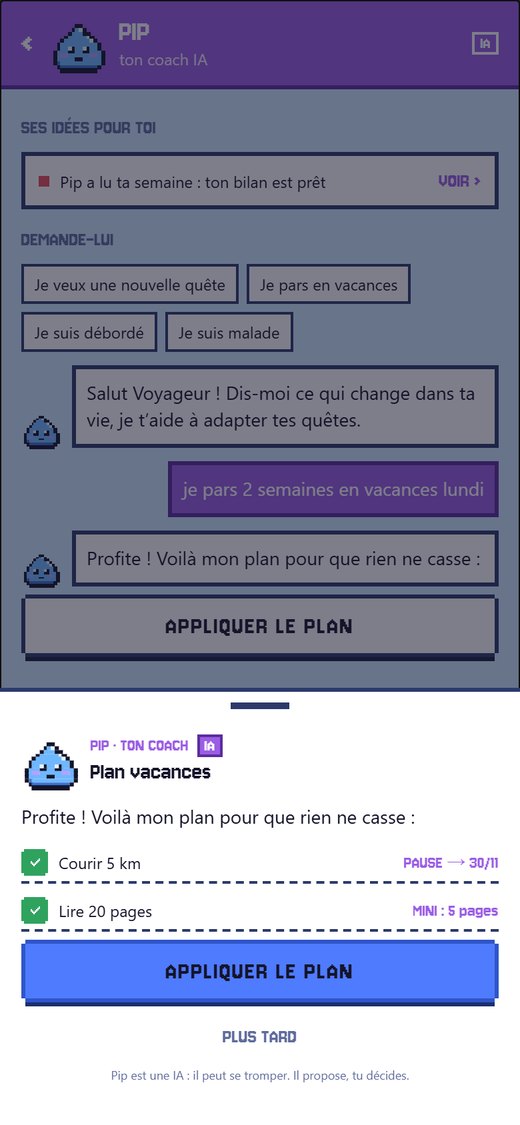 PIP
ton coach IA
IA
SES IDÉES POUR TOI
Pip a lu ta semaine : ton bilan est prêt
VOIR >
DEMANDE-LUI
Je veux une nouvelle quête
Je pars en vacances
Je suis débordé
Je suis malade
Salut Voyageur ! Dis-moi ce qui change dans ta
vie, je t'aide à adapter tes quêtes.
je pars 2 semaines en vacances lundi
Profite ! Voilà mon plan pour que rien ne casse :
APPLIQUER LE PLAN
PIP · TON COACH IA
Plan vacances
Profite ! Voilà mon plan pour que rien ne casse :
Courir 5 km
PAUSE → 30/11
Lire 20 pages
MINI : 5 pages
APPLIQUER LE PLAN
PLUS TARD
Pip est une IA : il peut se tromper. Il propose, tu décides.